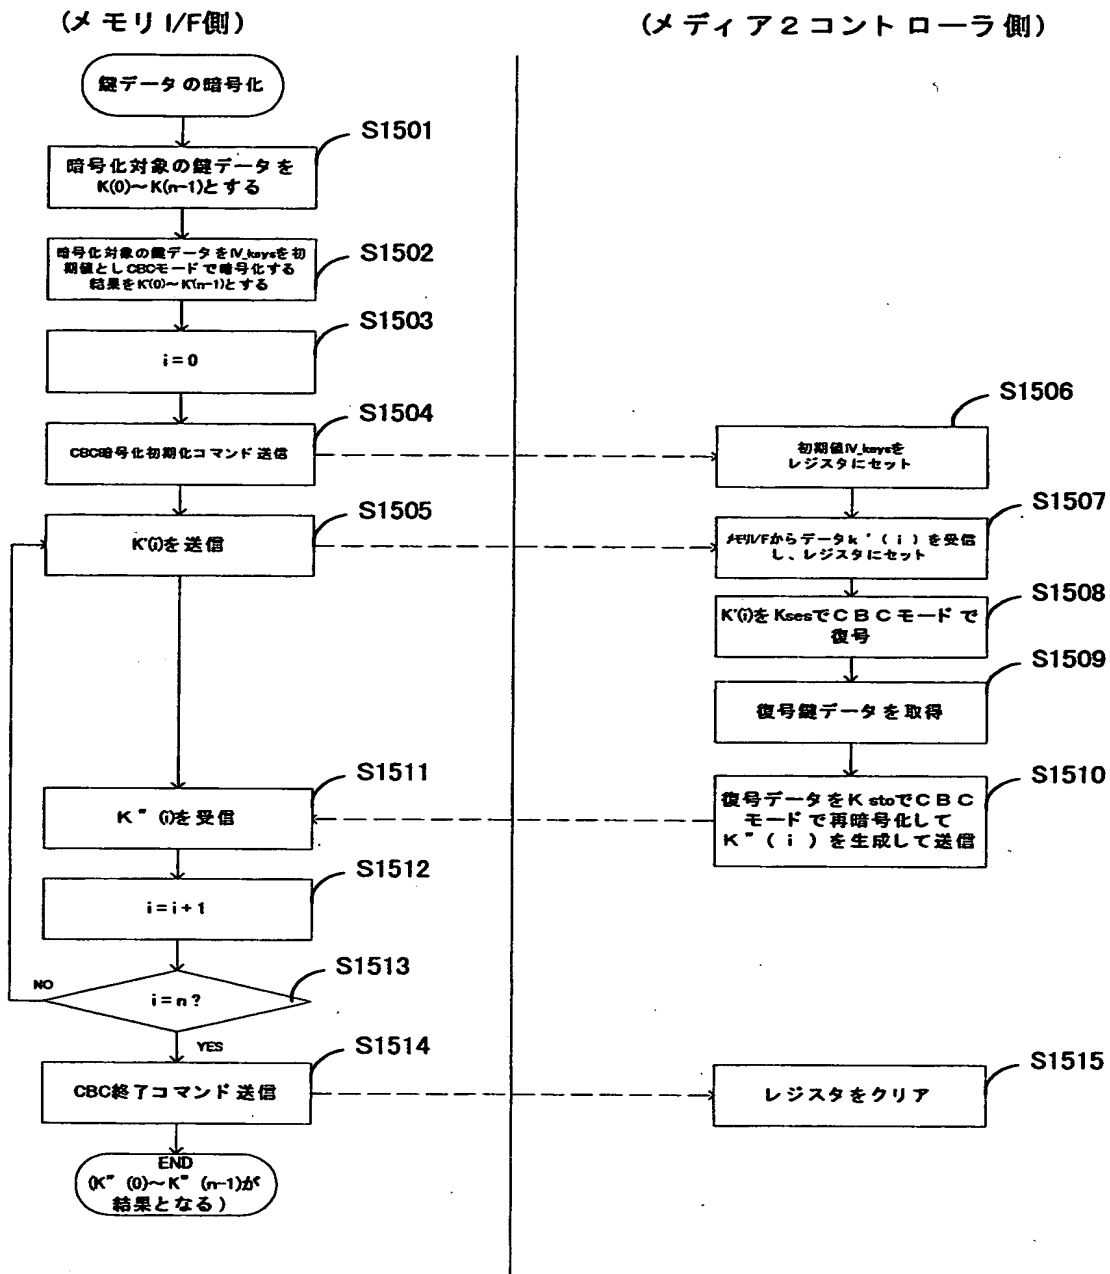 (メモリI/F側)
(メディア2コントローラ側)
鍵データの暗号化
S1501
暗号化対象の鍵データを
K(0)～K(n-1)とする
S1502
暗号化対象の鍵データをIV_keysを初
期値としCBCモードで暗号化する
結果をK'(0)～K'(n-1)とする
S1503
i=0
S1504
CBC暗号化初期化コマンド送信
S1506
初期値IV_keysを
レジスタにセット
S1505
K'(i)を送信
S1507
メモリI/Fからデータk'(i)を受信
し、レジスタにセット
S1508
K'(i)をKsesでCBCモードで
復号
S1509
復号鍵データを取得
S1510
復号データをKstoでCBC
モードで再暗号化して
K"(i)を生成して送信
S1511
K"(i)を受信
S1512
i=i+1
S1513
i=n?
NO
YES
S1514
CBC終了コマンド送信
S1515
レジスタをクリア
END
(K"(0)～K"(n-1)が
結果となる)